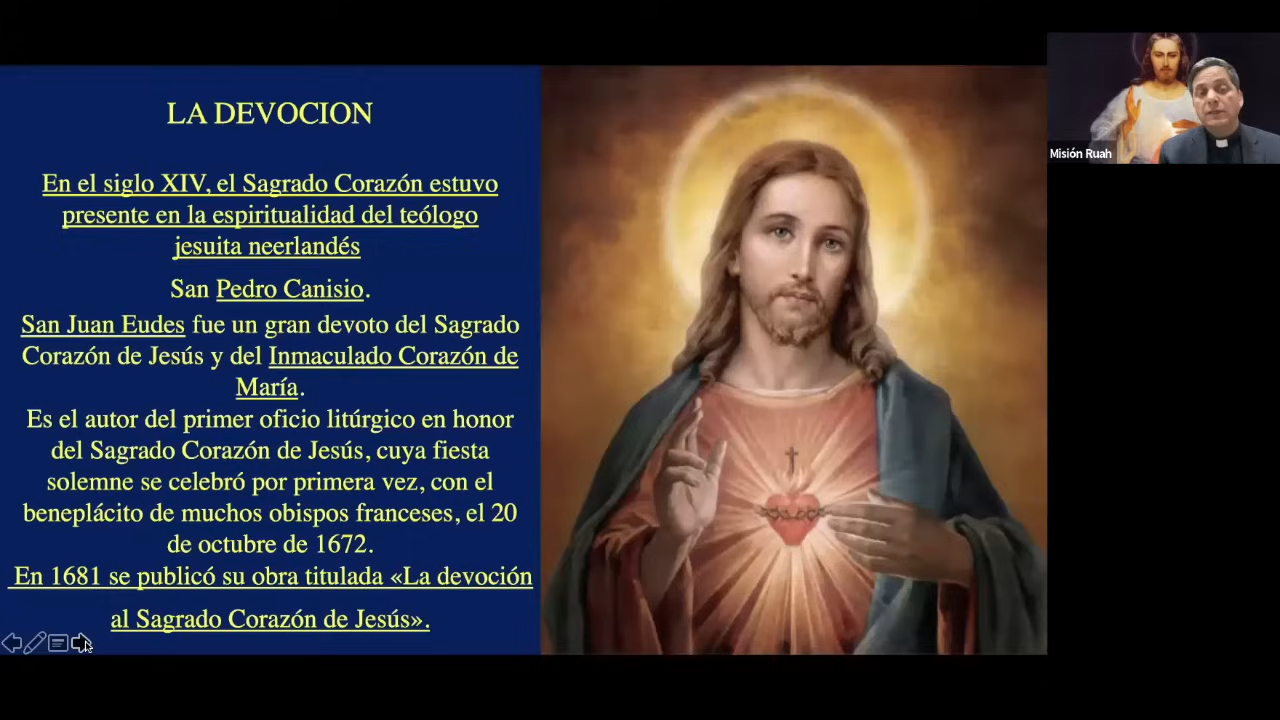 LA DEVOCION
En el siglo XIV, el Sagrado Corazón estuvo
presente en la espiritualidad del teólogo
jesuita neerlandés
San Pedro Canisio.
San Juan Eudes fue un gran devoto del Sagrado
Corazón de Jesús y del Inmaculado Corazón de
María.
Es el autor del primer oficio litúrgico en honor
del Sagrado Corazón de Jesús, cuya fiesta
solemne se celebró por primera vez, con el
beneplácito de muchos obispos franceses, el 20
de octubre de 1672.
En 1681 se publicó su obra titulada «La devoción
al Sagrado Corazón de Jesús».
Misión Ruah